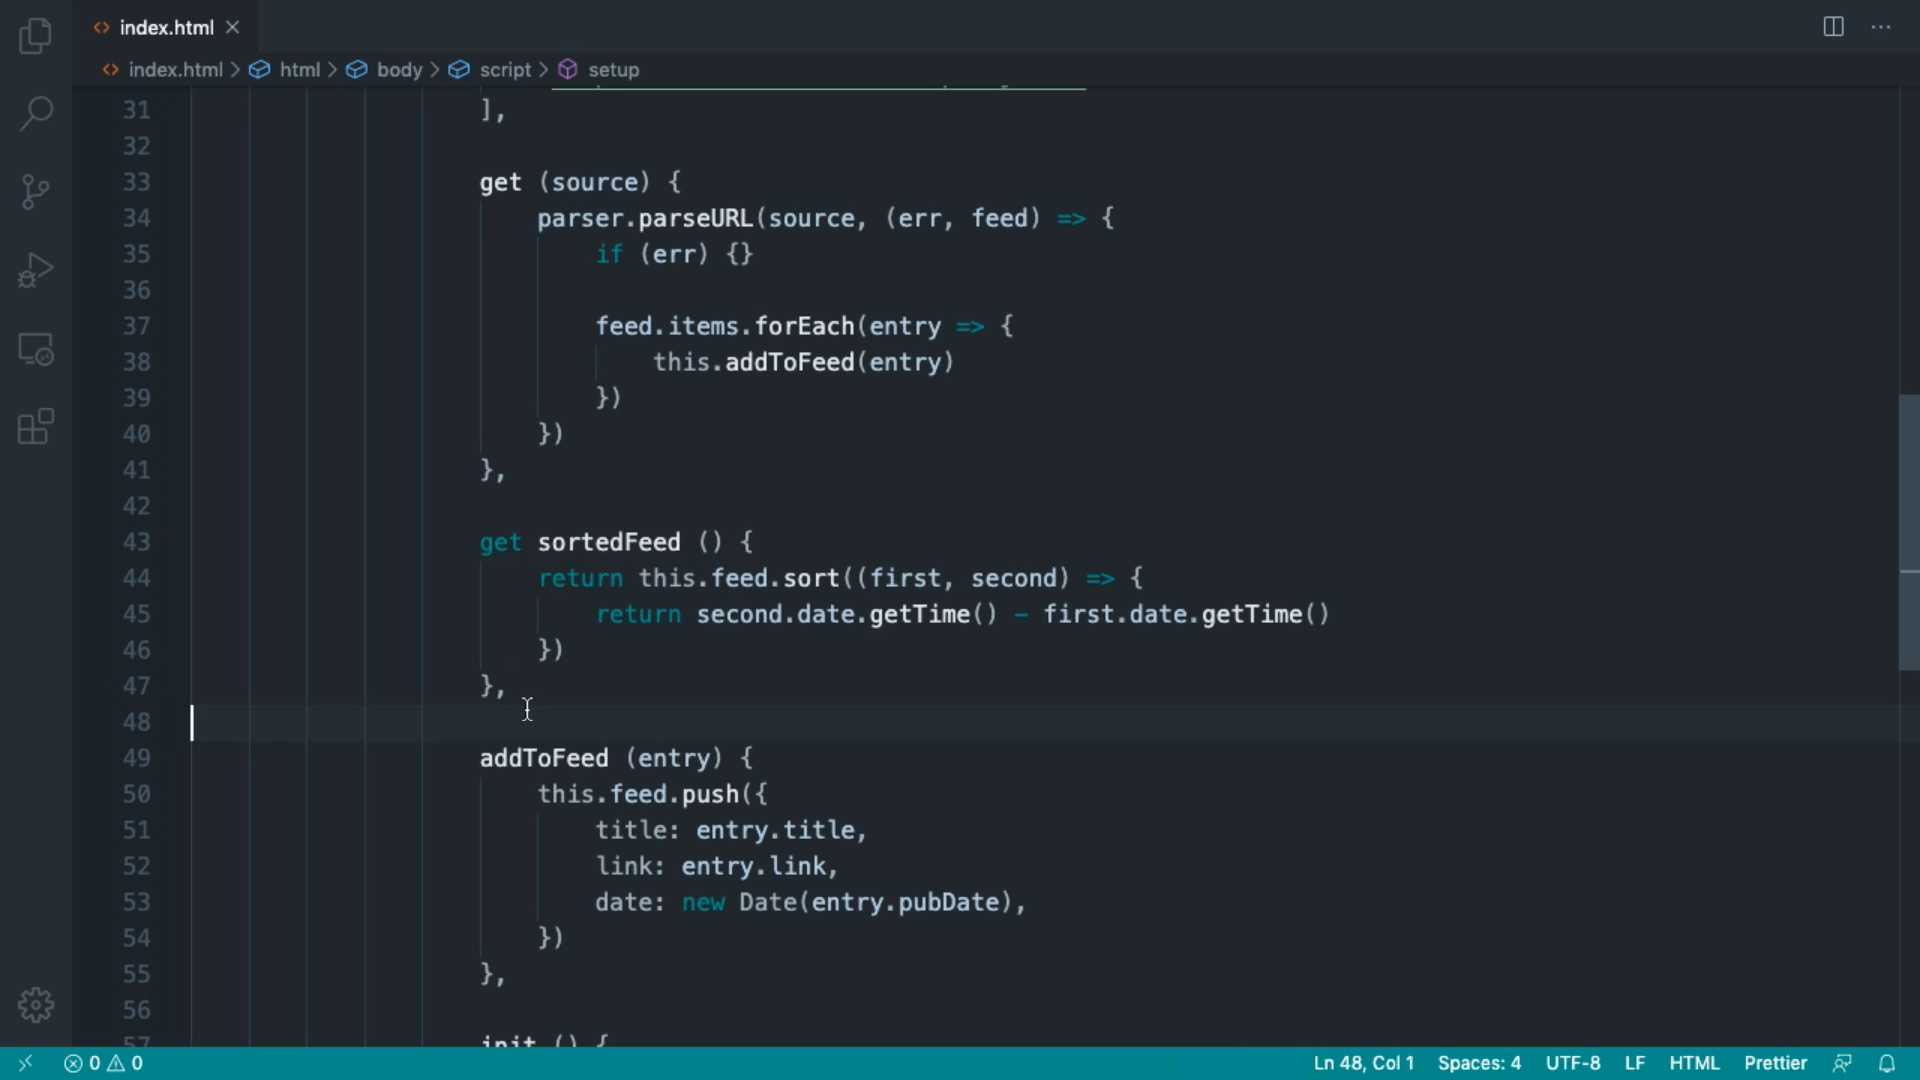 index.html
index.html > html > body > script > setup
31 ],
32
33 get (source) {
34 parser.parseURL(source, (err, feed) => {
35 if (err) {}
36
37 feed.items.forEach(entry => {
38 this.addToFeed(entry)
39 })
40 })
41 },
42
43 get sortedFeed () {
44 return this.feed.sort((first, second) => {
45 return second.date.getTime() - first.date.getTime()
46 })
47 },
48
49 addToFeed (entry) {
50 this.feed.push({
51 title: entry.title,
52 link: entry.link,
53 date: new Date(entry.pubDate),
54 })
55 },
56
57 init () {
0 0 Ln 48, Col 1 Spaces: 4 UTF-8 LF HTML Prettier